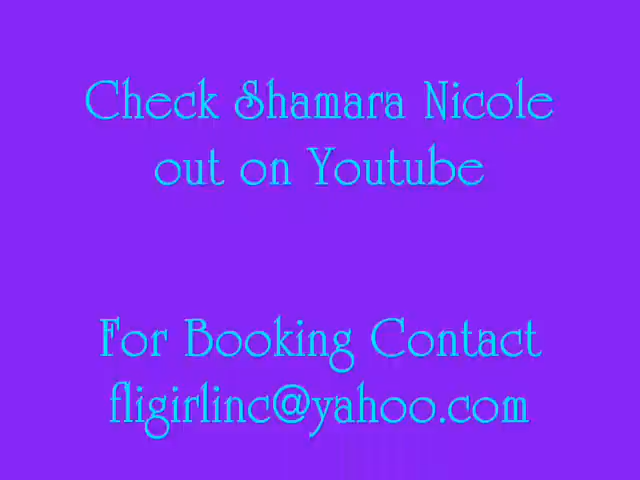 Check Shamara Nicole
out on Youtube
For Booking Contact
fligirlinc@yahoo.com